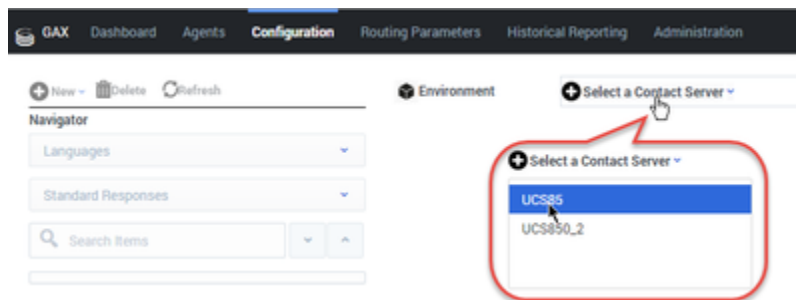 GAX Dashboard Agents Configuration Routing Parameters Historical Reporting Administration
New Delete Refresh
Environment
Select a Contact Server
Navigator
Languages
Standard Responses
Search Items
Select a Contact Server
UCS85
UCS850_2